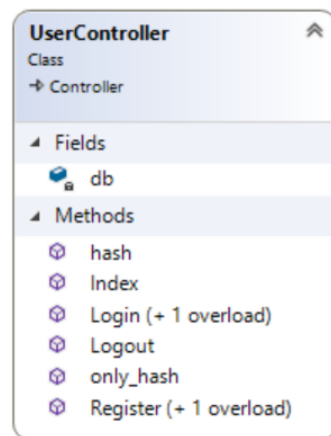 UserController
Class
Controller
Fields
db
Methods
hash
Index
Login (+ 1 overload)
Logout
only_hash
Register (+ 1 overload)